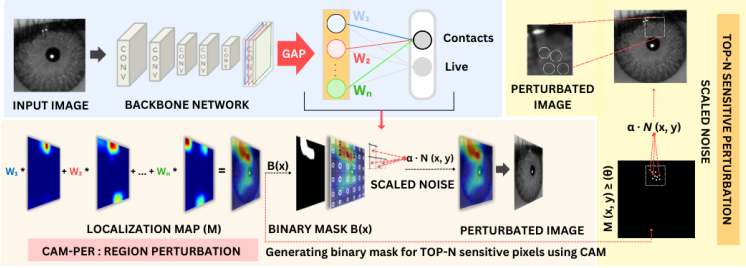 INPUT IMAGE
CONV
CONV
CONV
CONV
CONV
BACKBONE NETWORK
GAP
W₁
W₂
Wₙ
Contacts
Live
PERTURBATED
IMAGE
TOP-N SENSITIVE PERTURBATION
SCALED NOISE
α · N (x, y)
M (x, y) ≥ (Θ)
W₁ * + W₂ * + ... + Wₙ * =
LOCALIZATION MAP (M)
CAM-PER : REGION PERTURBATION
B(x)
BINARY MASK B(x)
α · N (x, y)
SCALED NOISE
PERTURBATED IMAGE
Generating binary mask for TOP-N sensitive pixels using CAM